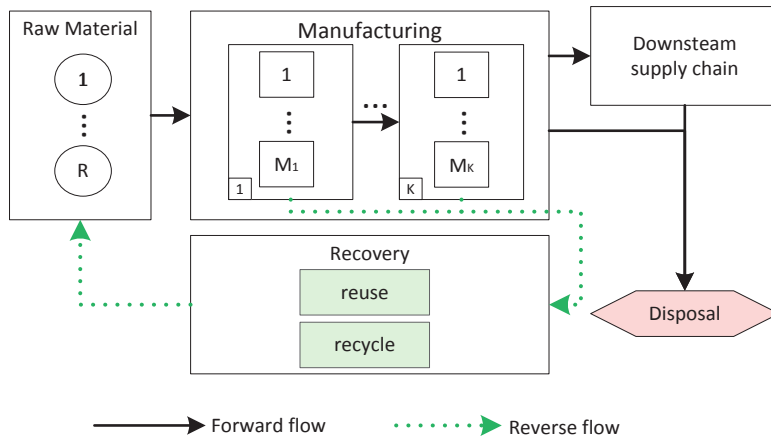 Raw Material
1
⋮
R
Manufacturing
1
⋮
M1
1
...
1
⋮
MK
K
Downsteam
supply chain
Recovery
reuse
recycle
Disposal
Forward flow
Reverse flow